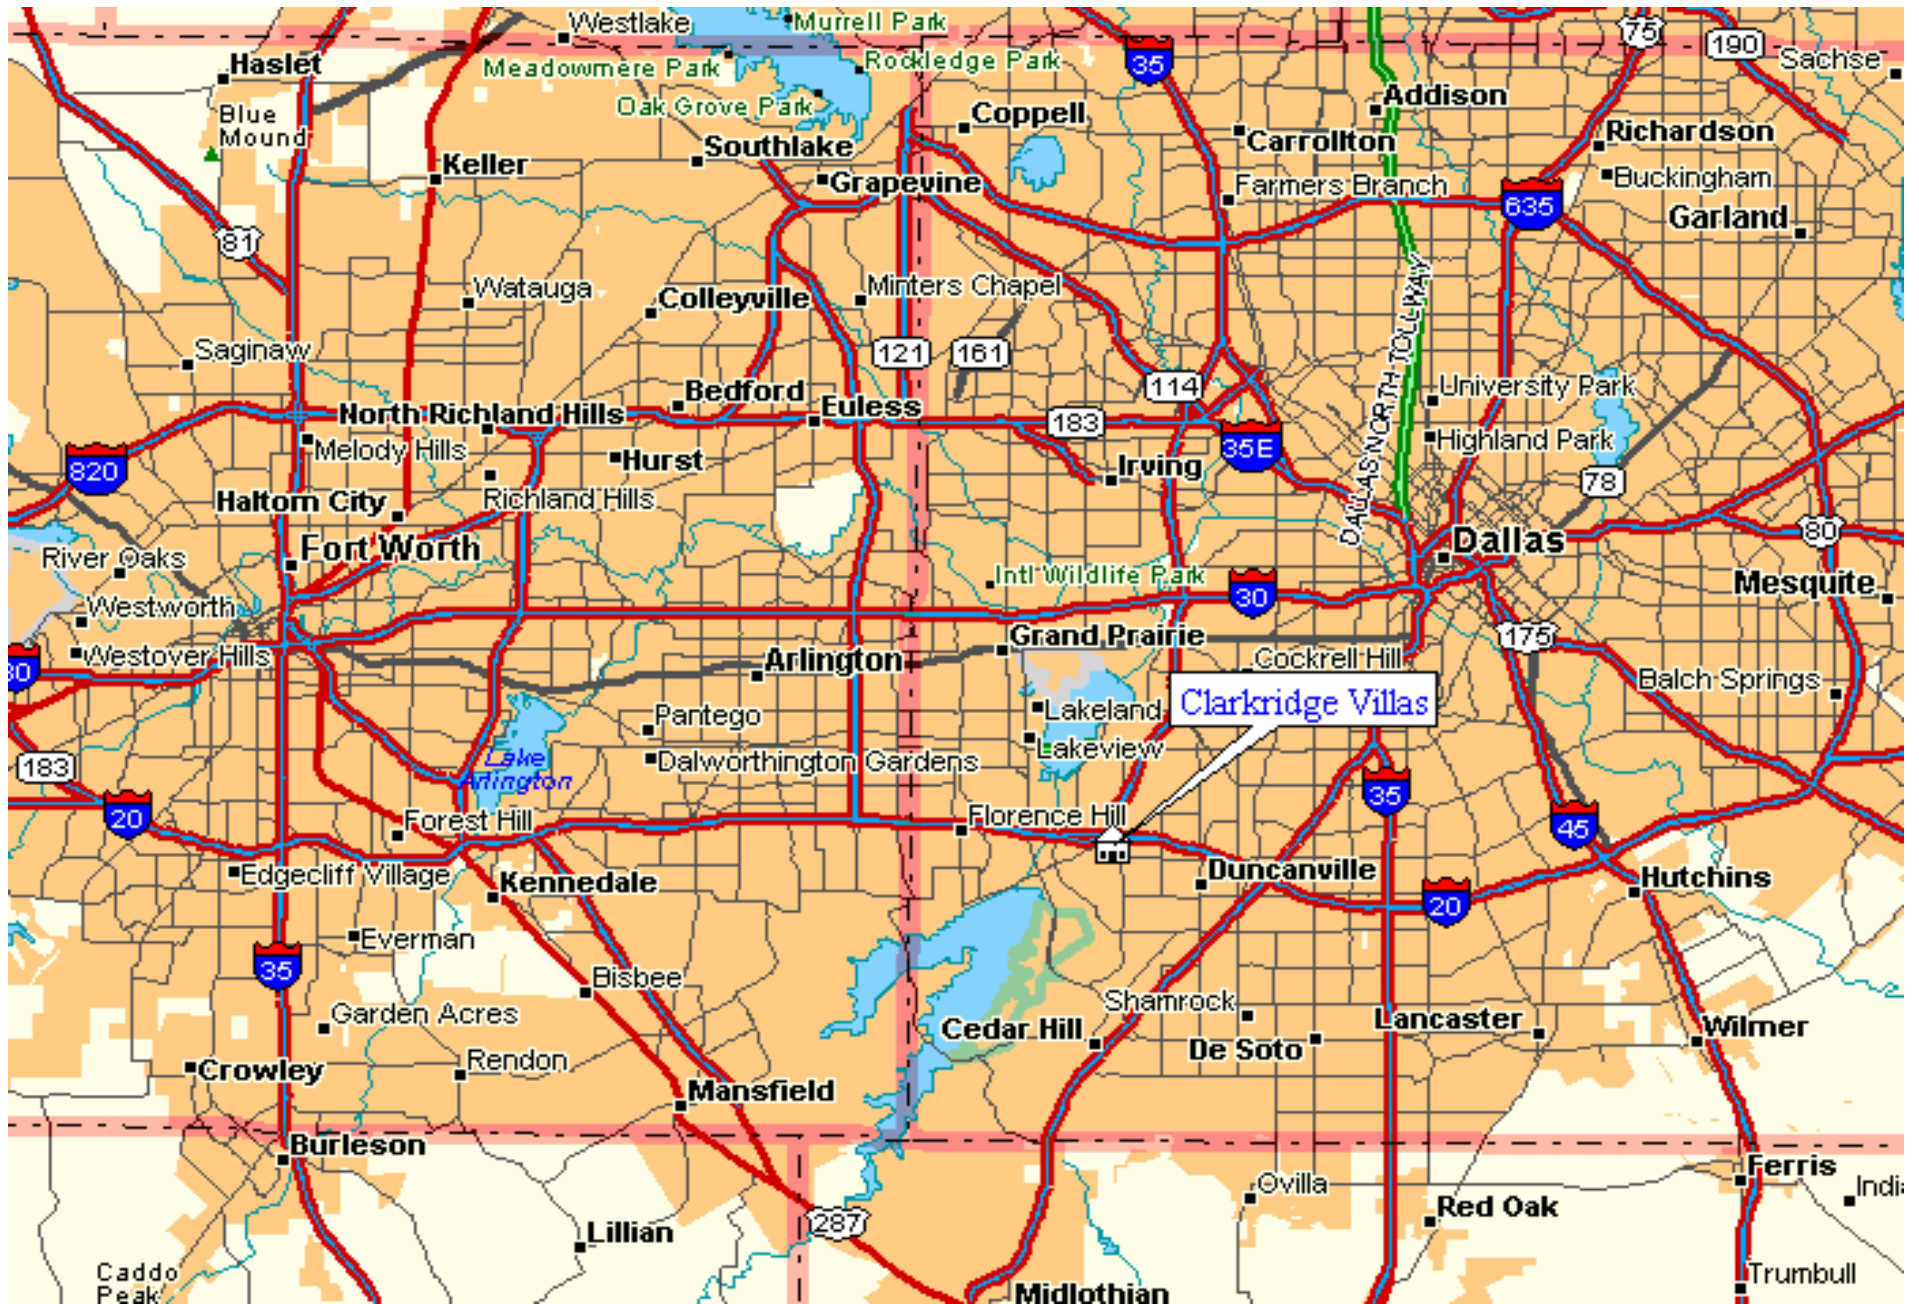 Westlake
Murrell Park
75
190
Haslet
Meadowmere Park
Rockledge Park
35
Sachse
Oak Grove Park
Addison
Blue
Mound
Coppell
Carrollton
Richardson
Southlake
Keller
Grapevine
Farmers Branch
Buckingham
635
Garland
81
Watauga
Colleyville
Minters Chapel
DALLAS NORTH TOLLWAY
Saginaw
121
161
114
University Park
Bedford
Euless
North Richland Hills
183
35E
Highland Park
Melody Hills
820
Hurst
Irving
78
Haltom City
Richland Hills
80
River Oaks
Fort Worth
Dallas
Intl Wildlife Park
30
Mesquite
Westworth
Grand Prairie
175
Westover Hills
Arlington
Cockrell Hill
30
Balch Springs
Clarkridge Villas
Pantego
Lakeland
Lakeview
183
Lake
Arlington
Dalworthington Gardens
35
20
Forest Hill
Florence Hill
45
Edgecliff Village
Kennedale
Duncanville
Hutchins
20
Everman
35
Bisbee
Garden Acres
Shamrock
Cedar Hill
De Soto
Lancaster
Wilmer
Crowley
Rendon
Mansfield
Burleson
Ferris
Ovilla
Indi
287
Red Oak
Lillian
Caddo
Peak
Midlothian
Trumbull